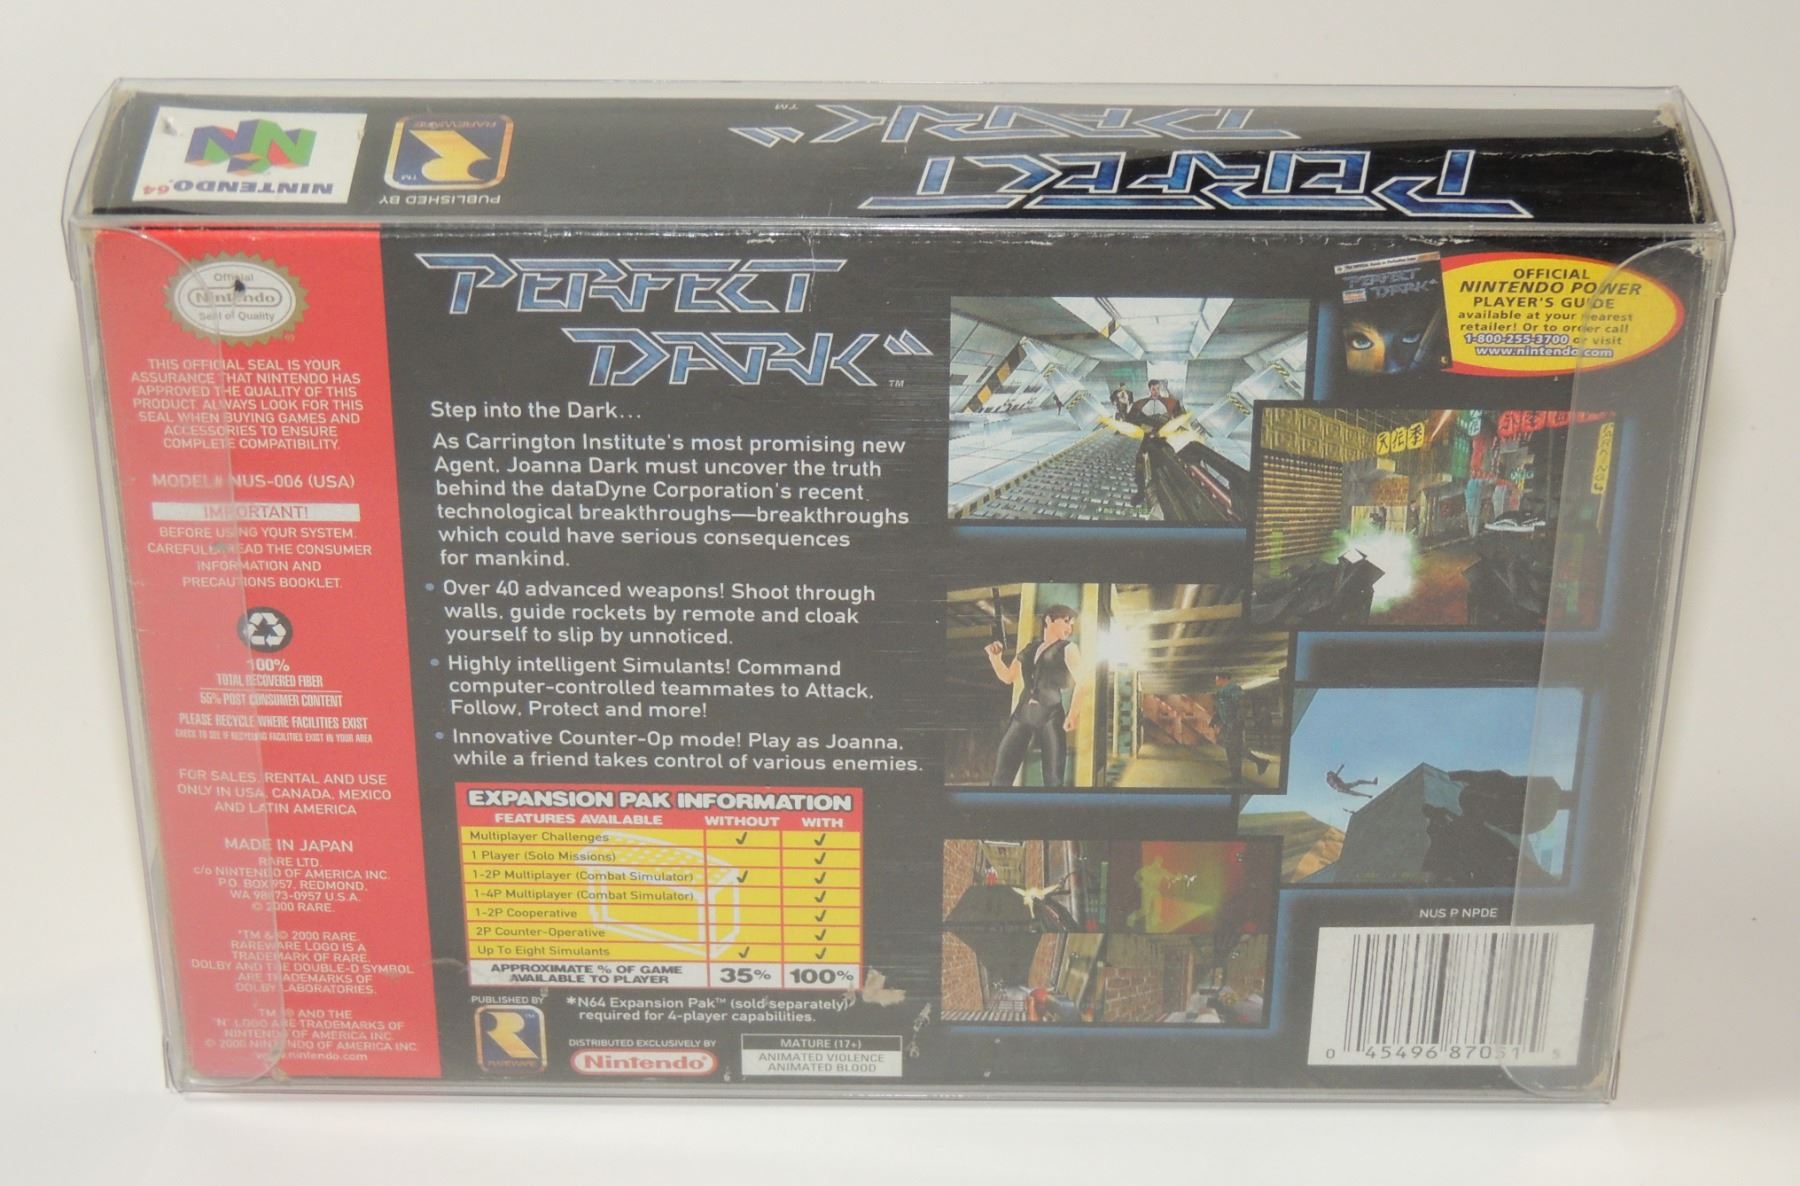 NINTENDO 64
RAREWARE
PUBLISHED BY
PERFECT
DARK TM
Official
Nintendo
Seal of Quality
THIS OFFICIAL SEAL IS YOUR
ASSURANCE THAT NINTENDO HAS
APPROVED THE QUALITY OF THIS
PRODUCT. ALWAYS LOOK FOR THIS
SEAL WHEN BUYING GAMES AND
ACCESSORIES TO ENSURE
COMPLETE COMPATIBILITY.
MODEL# NUS-006 (USA)
IMPORTANT!
BEFORE USING YOUR SYSTEM,
CAREFULLY READ THE CONSUMER
INFORMATION AND
PRECAUTIONS BOOKLET.
100%
TOTAL RECOVERED FIBER
55% POST CONSUMER CONTENT
PLEASE RECYCLE WHERE FACILITIES EXIST
CHECK TO SEE IF RECYCLING FACILITIES EXIST IN YOUR AREA
FOR SALES, RENTAL AND USE
ONLY IN USA, CANADA, MEXICO
AND LATIN AMERICA
MADE IN JAPAN
RARE LTD.
c/o NINTENDO OF AMERICA INC.
P.O. BOX 957, REDMOND,
WA 98073-0957 U.S.A.
© 2000 RARE.
"TM & © 2000 RARE.
RAREWARE LOGO IS A
TRADEMARK OF RARE.
DOLBY AND THE DOUBLE-D SYMBOL
ARE TRADEMARKS OF
DOLBY LABORATORIES.
TM, ® AND THE
"N" LOGO ARE TRADEMARKS OF
NINTENDO OF AMERICA INC.
© 2000 NINTENDO OF AMERICA INC.
www.nintendo.com
PERFECT
DARK TM
Step into the Dark...
As Carrington Institute's most promising new
Agent, Joanna Dark must uncover the truth
behind the dataDyne Corporation's recent
technological breakthroughs—breakthroughs
which could have serious consequences
for mankind.
• Over 40 advanced weapons! Shoot through
walls, guide rockets by remote and cloak
yourself to slip by unnoticed.
• Highly intelligent Simulants! Command
computer-controlled teammates to Attack,
Follow, Protect and more!
• Innovative Counter-Op mode! Play as Joanna,
while a friend takes control of various enemies.
EXPANSION PAK INFORMATION
FEATURES AVAILABLE WITHOUT WITH
Multiplayer Challenges ✓ ✓
1 Player (Solo Missions) ✓
1-2P Multiplayer (Combat Simulator) ✓ ✓
1-4P Multiplayer (Combat Simulator) ✓
1-2P Cooperative ✓
2P Counter-Operative ✓
Up To Eight Simulants ✓ ✓
APPROXIMATE % OF GAME
AVAILABLE TO PLAYER 35% 100%
*N64 Expansion Pak™ (sold separately)
required for 4-player capabilities.
PUBLISHED BY
RAREWARE
DISTRIBUTED EXCLUSIVELY BY
Nintendo
MATURE (17+)
ANIMATED VIOLENCE
ANIMATED BLOOD
PERFECT
DARK
OFFICIAL
NINTENDO POWER
PLAYER'S GUIDE
available at your nearest
retailer! Or to order call
1-800-255-3700 or visit
www.nintendo.com
NUS P NPDE
0 45496 87051 5